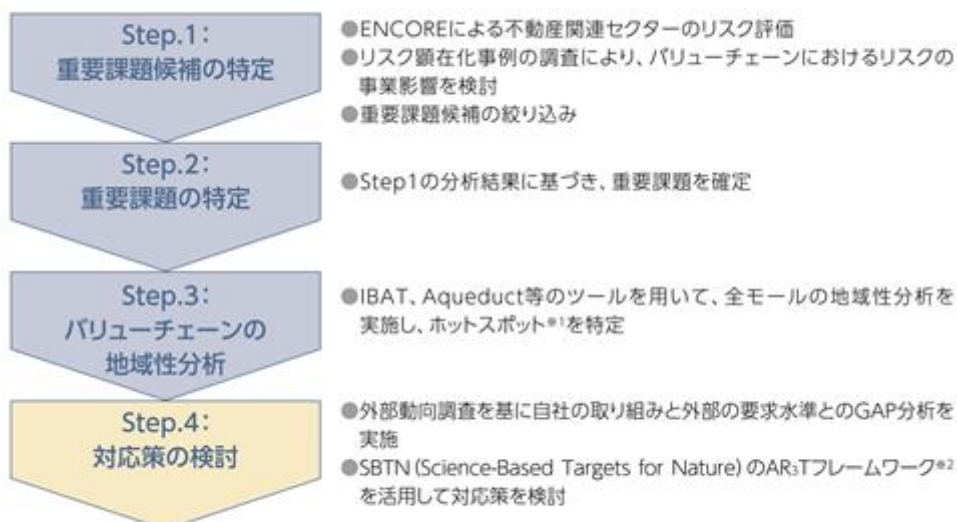 Step.1：
重要課題候補の特定
●ENCOREによる不動産関連セクターのリスク評価
●リスク顕在化事例の調査により、バリューチェーンにおけるリスクの
事業影響を検討
●重要課題候補の絞り込み
Step.2：
重要課題の特定
●Step1の分析結果に基づき、重要課題を確定
Step.3：
バリューチェーンの
地域性分析
●IBAT、Aqueduct等のツールを用いて、全モールの地域性分析を
実施し、ホットスポット※1を特定
Step.4：
対応策の検討
●外部動向調査を基に自社の取り組みと外部の要求水準とのGAP分析を
実施
●SBTN（Science-Based Targets for Nature）のAR3Tフレームワーク※2
を活用して対応策を検討